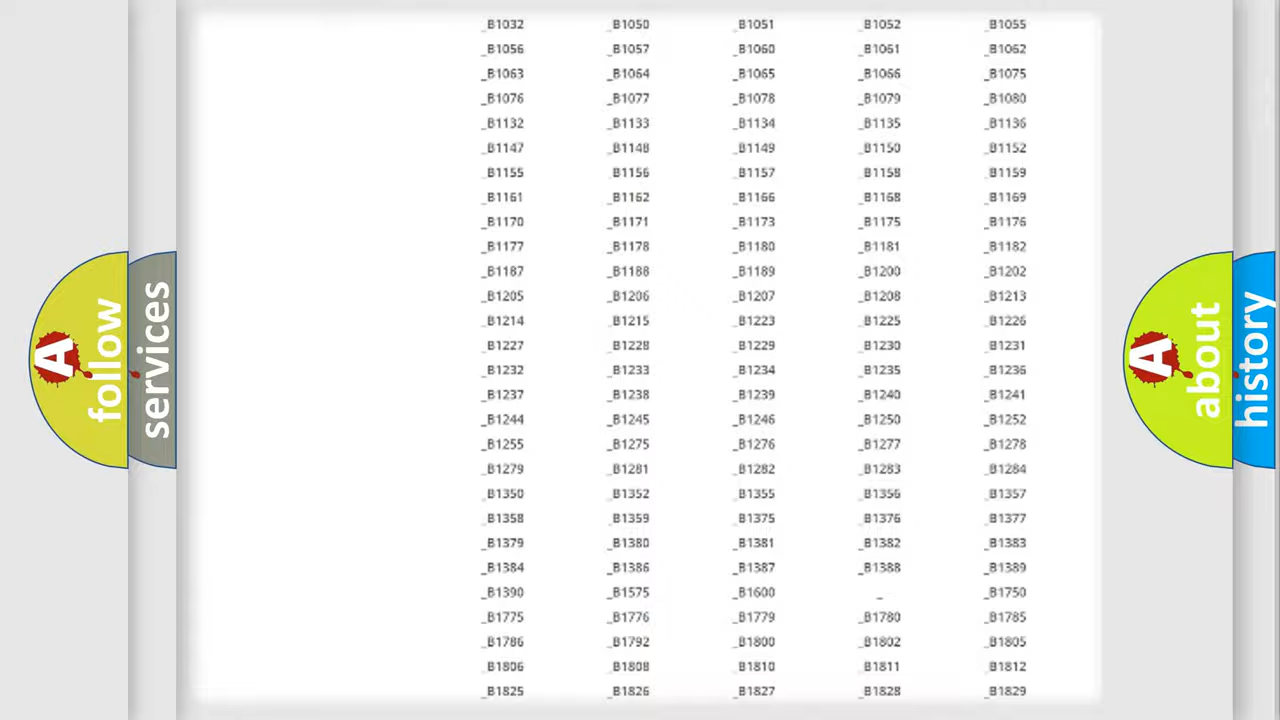 _B1032 _B1050 _B1051 _B1052 _B1055
_B1056 _B1057 _B1060 _B1061 _B1062
_B1063 _B1064 _B1065 _B1066 _B1075
_B1076 _B1077 _B1078 _B1079 _B1080
_B1132 _B1133 _B1134 _B1135 _B1136
_B1147 _B1148 _B1149 _B1150 _B1152
_B1155 _B1156 _B1157 _B1158 _B1159
_B1161 _B1162 _B1166 _B1168 _B1169
_B1170 _B1171 _B1173 _B1175 _B1176
_B1177 _B1178 _B1180 _B1181 _B1182
_B1187 _B1188 _B1189 _B1200 _B1202
_B1205 _B1206 _B1207 _B1208 _B1213
_B1214 _B1215 _B1223 _B1225 _B1226
_B1227 _B1228 _B1229 _B1230 _B1231
_B1232 _B1233 _B1234 _B1235 _B1236
_B1237 _B1238 _B1239 _B1240 _B1241
_B1244 _B1245 _B1246 _B1250 _B1252
_B1255 _B1275 _B1276 _B1277 _B1278
_B1279 _B1281 _B1282 _B1283 _B1284
_B1350 _B1352 _B1355 _B1356 _B1357
_B1358 _B1359 _B1375 _B1376 _B1377
_B1379 _B1380 _B1381 _B1382 _B1383
_B1384 _B1386 _B1387 _B1388 _B1389
_B1390 _B1575 _B1600 _ _B1750
_B1775 _B1776 _B1779 _B1780 _B1785
_B1786 _B1792 _B1800 _B1802 _B1805
_B1806 _B1808 _B1810 _B1811 _B1812
_B1825 _B1826 _B1827 _B1828 _B1829
A follow
services
A about
history